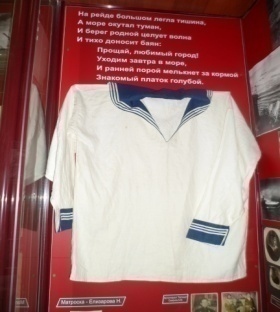 На рейде большом легла тишина,
А море окутал туман,
И берег родной целует волна
И тихо доносит баян:
Прощай, любимый город!
Уходим завтра в море,
И ранней порой мелькнет за кормой
Знакомый платок голубой.
Матроска - Елизарова Н.